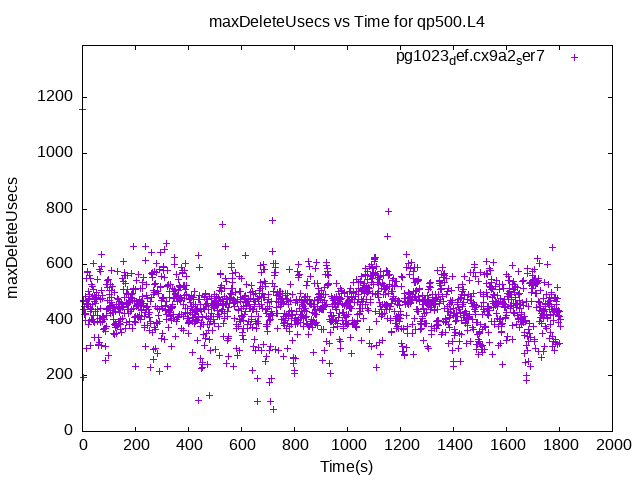 maxDeleteUsecs vs Time for qp500.L4
pg1023def.cx9a2ser7
1200
1000
800
600
400
200
0
maxDeleteUsecs
0 200 400 600 800 1000 1200 1400 1600 1800 2000
Time(s)